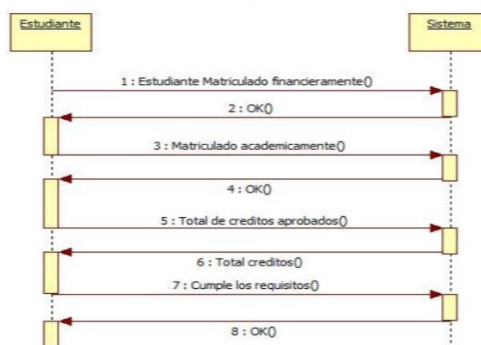 Estudiante
Sistema
1 : Estudiante Matriculado financieramente()
2 : OK()
3 : Matriculado academicamente()
4 : OK()
5 : Total de creditos aprobados()
6 : Total creditos()
7 : Cumple los requisitos()
8 : OK()